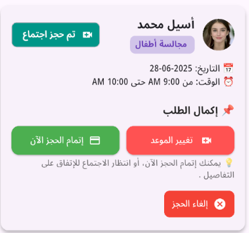 أسيل محمد
تم حجز اجتماع
مجالسة أطفال
📅 التاريخ: 2025-06-28
⏰ الوقت: من 9:00 AM حتى 10:00 AM
📌 إكمال الطلب
تغيير الموعد
إتمام الحجز الآن
💡 يمكنك إتمام الحجز الآن، أو انتظار الاجتماع للإتفاق على
التفاصيل .
إلغاء الحجز